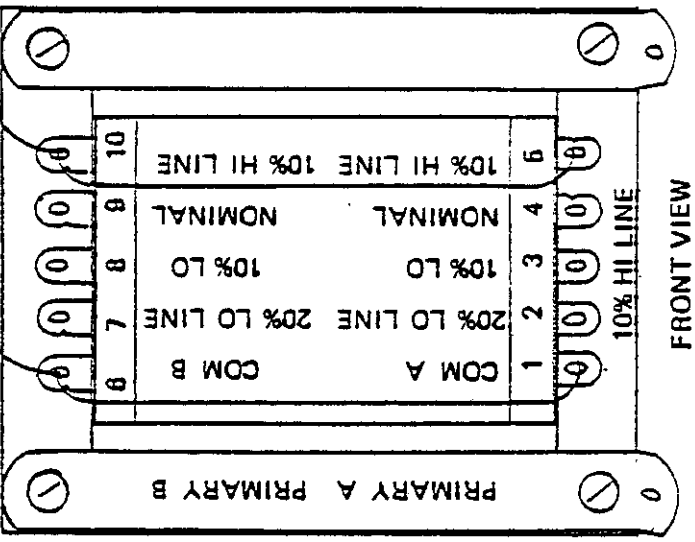 PRIMARY A PRIMARY B
1 COM A COM B 6
2 20% LO LINE 20% LO LINE 7
3 10% LO 10% LO 8
4 NOMINAL NOMINAL 9
5 10% HI LINE 10% HI LINE 10
10% HI LINE
FRONT VIEW